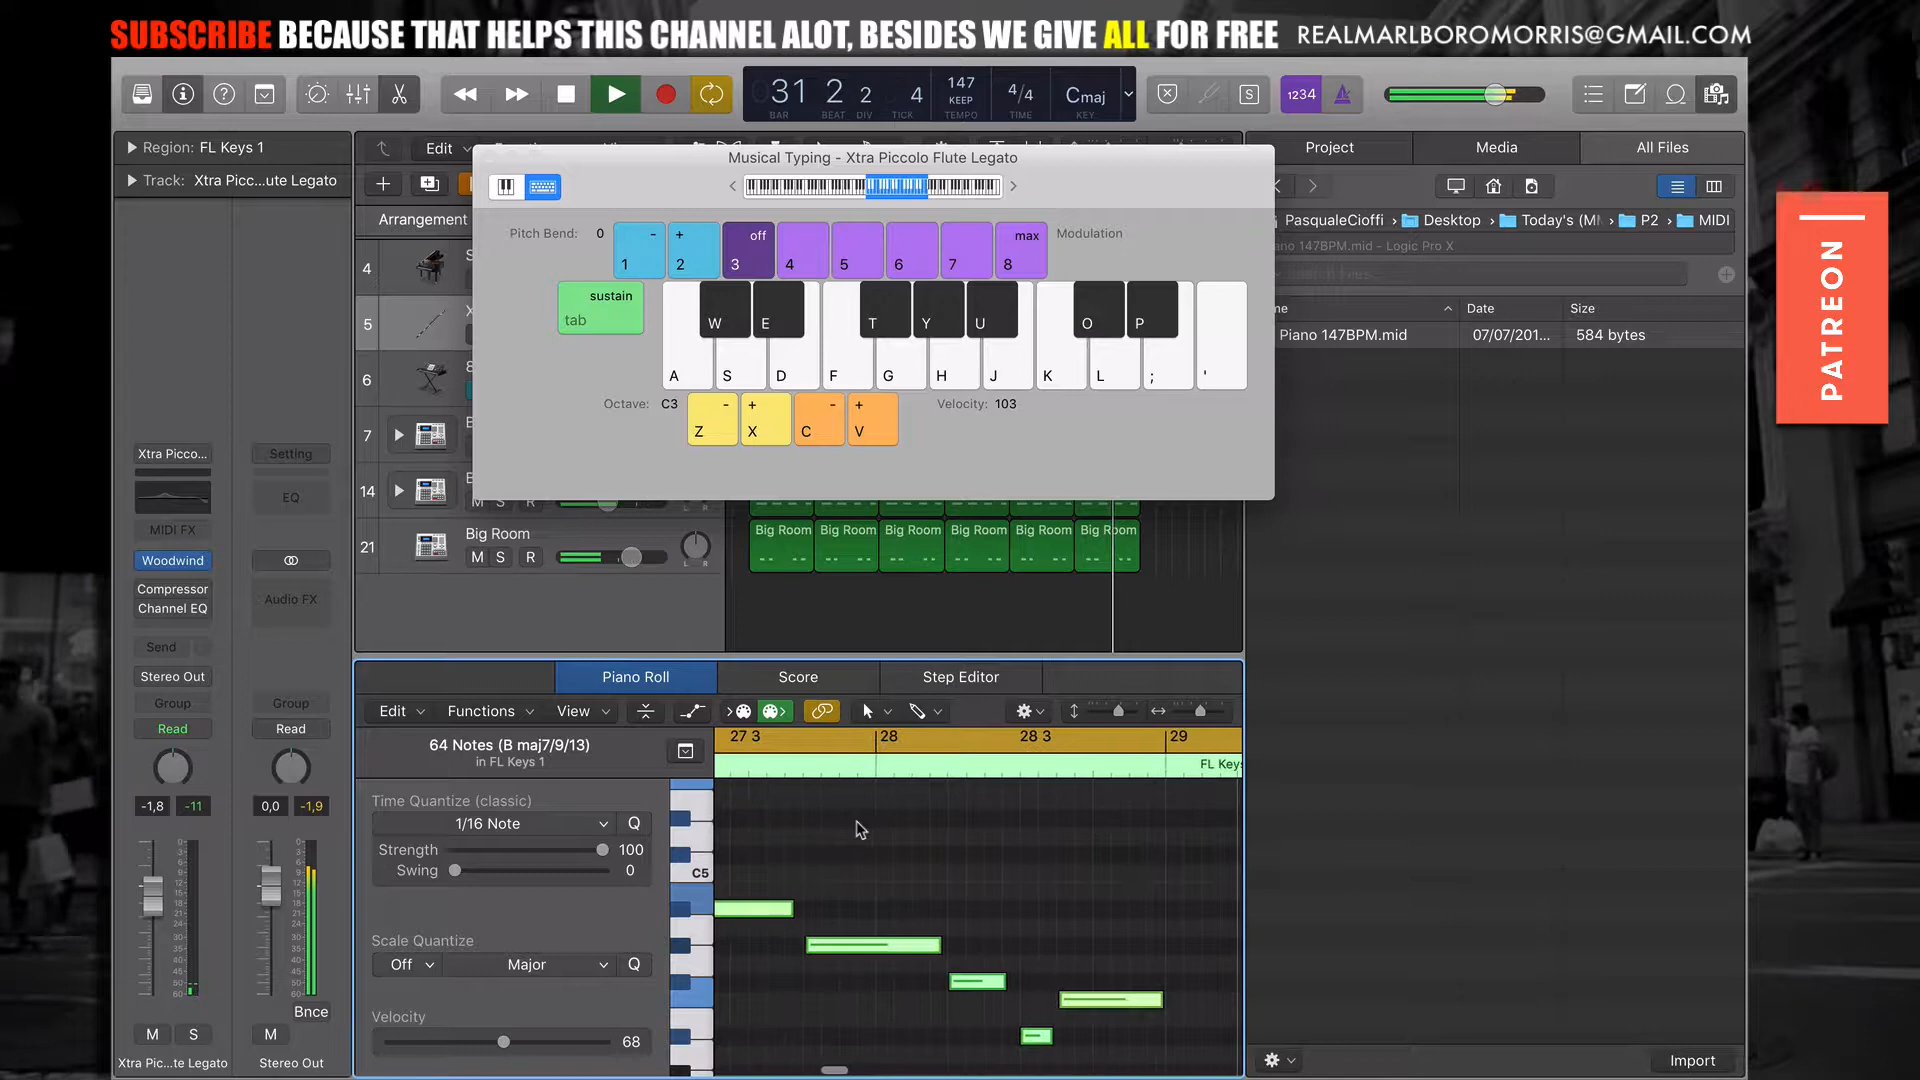 SUBSCRIBE BECAUSE THAT HELPS THIS CHANNEL ALOT, BESIDES WE GIVE ALL FOR FREE REALMARLBOROMORRIS@GMAIL.COM
31 2 2 4 147 KEEP 4/4 Cmaj
BAR BEAT DIV TICK TEMPO TIME KEY
S 1234
Region: FL Keys 1
Track: Xtra Picc...ute Legato
Edit
Musical Typing - Xtra Piccolo Flute Legato
Project Media All Files
Arrangement
PasqualeCioffi Desktop Today's P2 MIDI
ano 147BPM.mid - Logic Pro X
Pitch Bend: 0 - + off max Modulation
1 2 3 4 5 6 7 8
sustain
tab
W E T Y U O P
A S D F G H J K L ; '
Octave: C3 - + - + Velocity: 103
Z X C V
Date Size
Piano 147BPM.mid 07/07/201... 584 bytes
4
5
6
7
14
M S R
21 Big Room
M S R
L R
Big Room Big Room Big Room Big Room Big Room Big Room
Xtra Picco... Setting
EQ
MIDI FX
Woodwind
Compressor
Channel EQ
Audio FX
Send
Stereo Out
Group Group
Read Read
-1,8 -11 0,0 -1,9
Bnce
M S M
Xtra Pic...te Legato Stereo Out
Piano Roll Score Step Editor
Edit Functions View
64 Notes (B maj7/9/13)
in FL Keys 1
27 3 28 28 3 29
FL Keys
Time Quantize (classic)
1/16 Note Q
Strength 100
Swing 0
C5
Scale Quantize
Off Major Q
Velocity
68
Import
PATREON